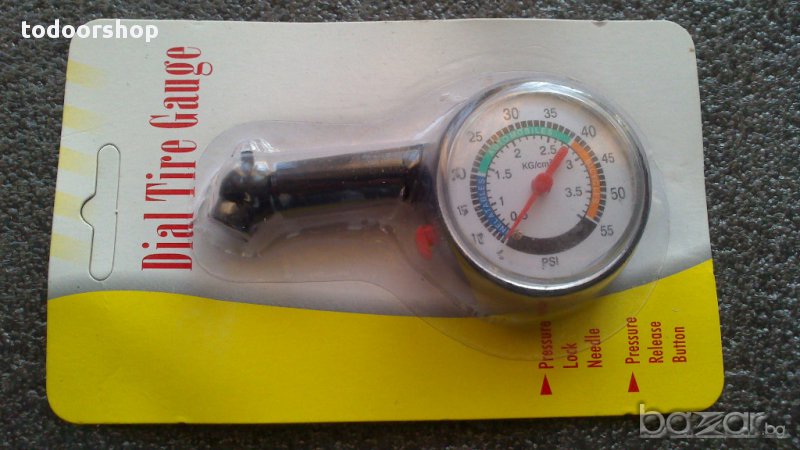 todoorshop
Dial Tire Gauge
10 15 20 25 30 35 40 45 50 55
0.5 1 1.5 2 2.5 3 3.5
KG/cm²
PSI
Pressure
Lock
Needle
Pressure
Release
Button
bazar.bg